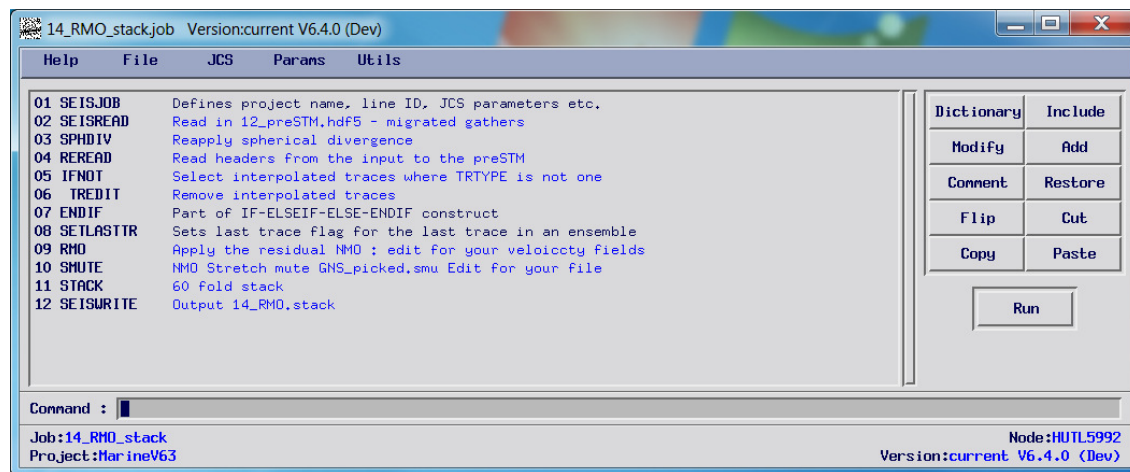 14_RMO_stack.job Version:current V6.4.0 (Dev)
Help File JCS Params Utils
01 SEISJOB Defines project name, line ID, JCS parameters etc.
02 SEISREAD Read in 12_preSTM.hdf5 - migrated gathers
03 SPHDIV Reapply spherical divergence
04 REREAD Read headers from the input to the preSTM
05 IFNOT Select interpolated traces where TRTYPE is not one
06 TREDIT Remove interpolated traces
07 ENDIF Part of IF-ELSEIF-ELSE-ENDIF construct
08 SETLASTTR Sets last trace flag for the last trace in an ensemble
09 RMO Apply the residual NMO : edit for your veloiccty fields
10 SMUTE NMO Stretch mute GNS_picked.smu Edit for your file
11 STACK 60 fold stack
12 SEISWRITE Output 14_RMO.stack
Dictionary Include
Modify Add
Comment Restore
Flip Cut
Copy Paste
Run
Command :
Job:14_RMO_stack Node:HUTL5992
Project:MarineV63 Version:current V6.4.0 (Dev)